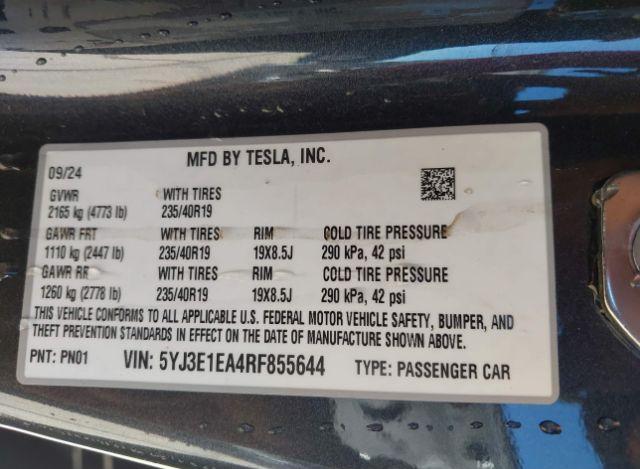 MFD BY TESLA, INC.
09/24
GVWR WITH TIRES
2165 kg (4773 lb) 235/40R19
GAWR FRT WITH TIRES RIM COLD TIRE PRESSURE
1110 kg (2447 lb) 235/40R19 19X8.5J 290 kPa, 42 psi
GAWR RR WITH TIRES RIM COLD TIRE PRESSURE
1260 kg (2778 lb) 235/40R19 19X8.5J 290 kPa, 42 psi
THIS VEHICLE CONFORMS TO ALL APPLICABLE U.S. FEDERAL MOTOR VEHICLE SAFETY, BUMPER, AND
THEFT PREVENTION STANDARDS IN EFFECT ON THE DATE OF MANUFACTURE SHOWN ABOVE.
PNT: PN01 VIN: 5YJ3E1EA4RF855644 TYPE: PASSENGER CAR